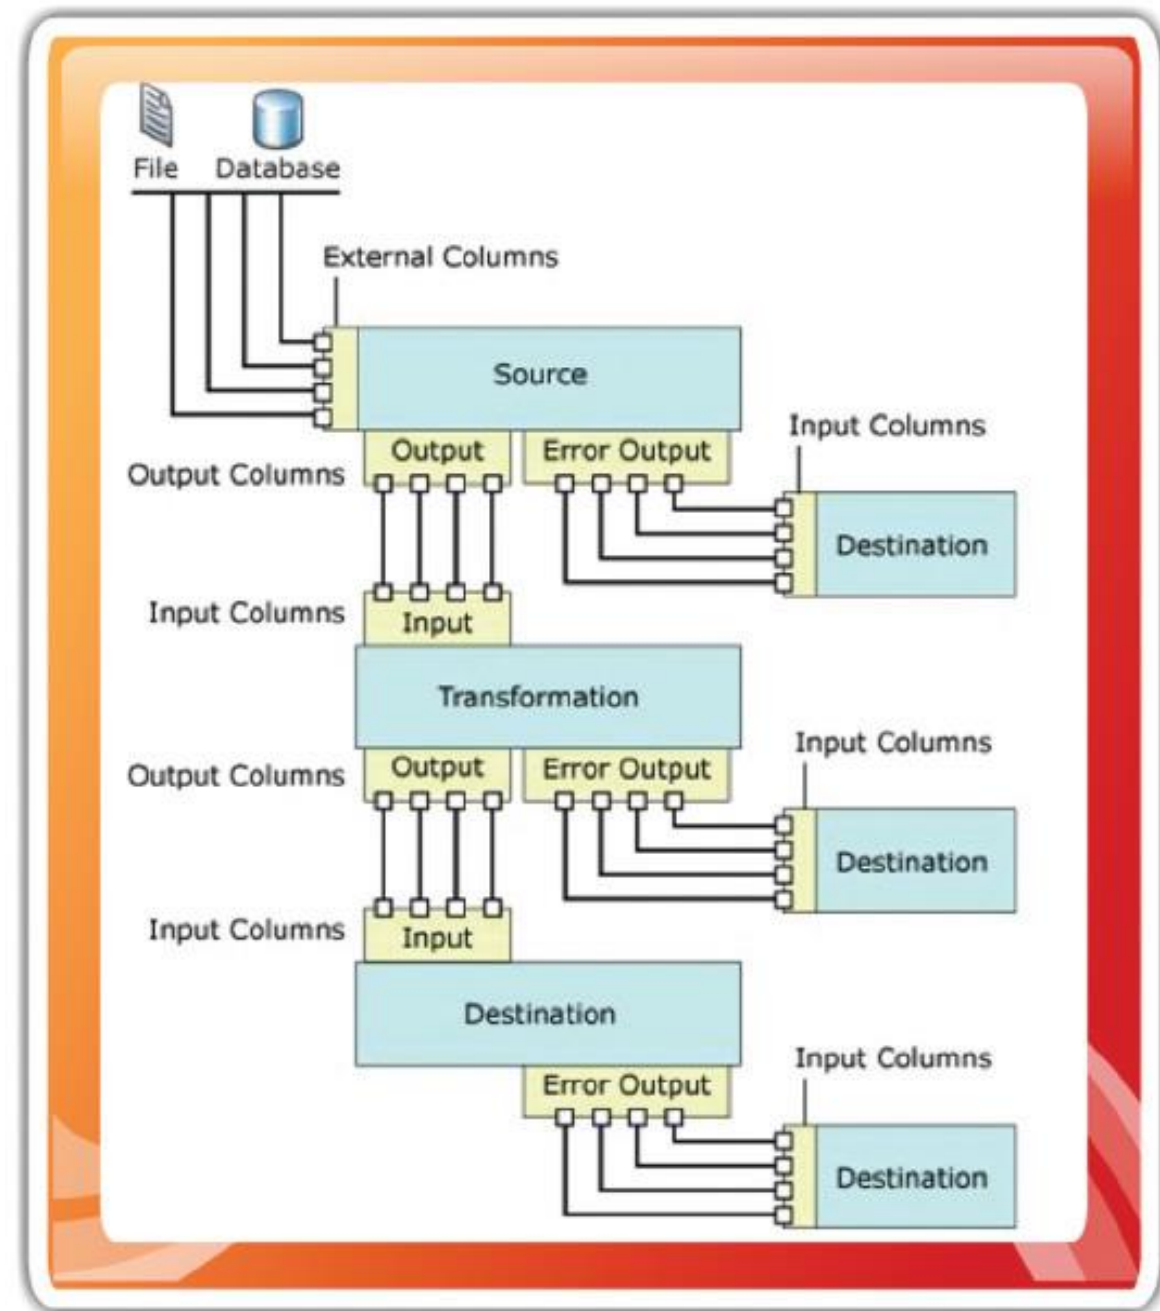 File Database
External Columns
Source
Input Columns
Output Error Output
Output Columns
Destination
Input Columns
Input
Transformation
Input Columns
Output Error Output
Output Columns
Destination
Input Columns
Input
Destination
Input Columns
Error Output
Destination